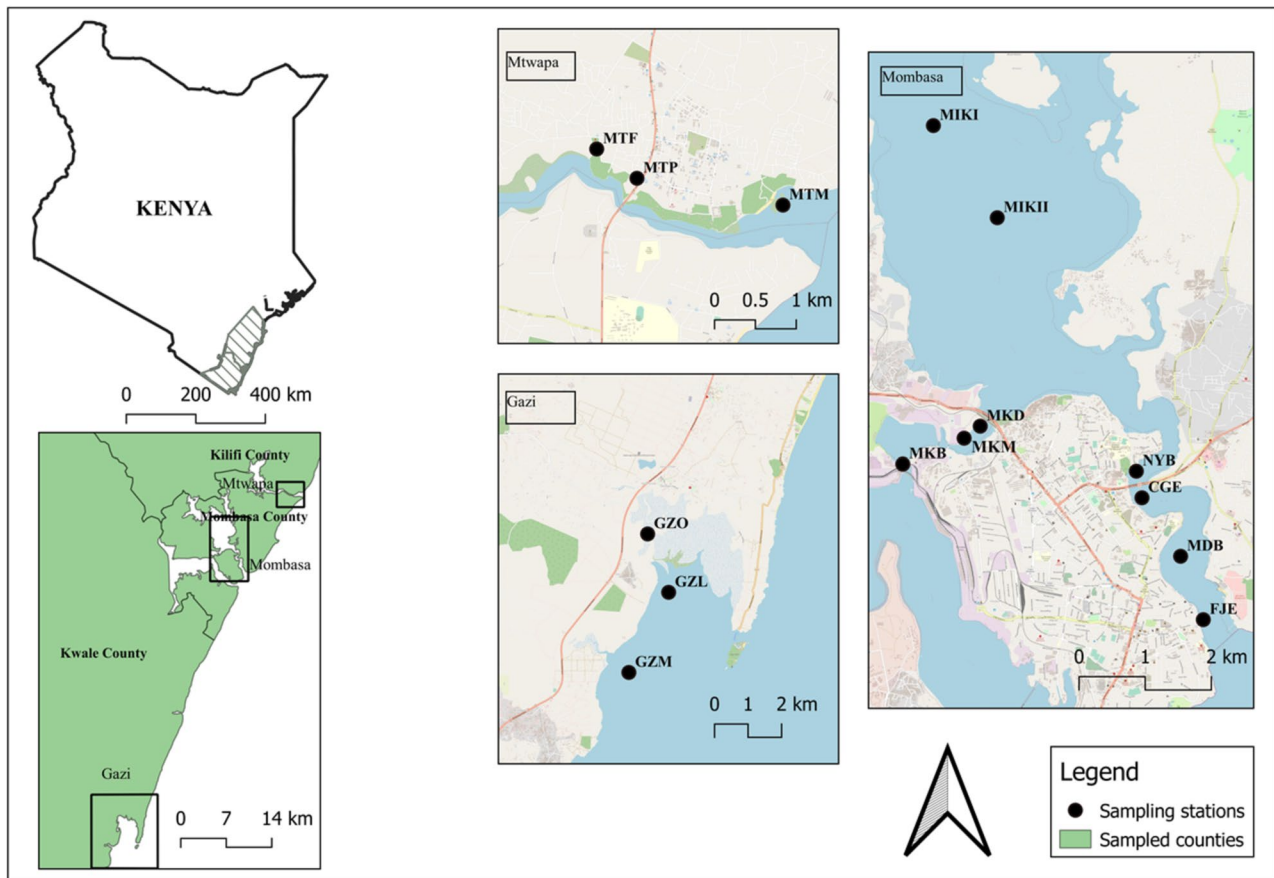 KENYA
0 200 400 km
Kilifi County
Mtwapa
Mombasa County
Mombasa
Kwale County
Gazi
0 7 14 km
Mtwapa
MTF
MTP
MTM
0 0.5 1 km
Gazi
GZO
GZL
GZM
0 1 2 km
Mombasa
MIKI
MIKII
MKD
MKM
MKB
NYB
CGE
MDB
FJE
0 1 2 km
Legend
Sampling stations
Sampled counties